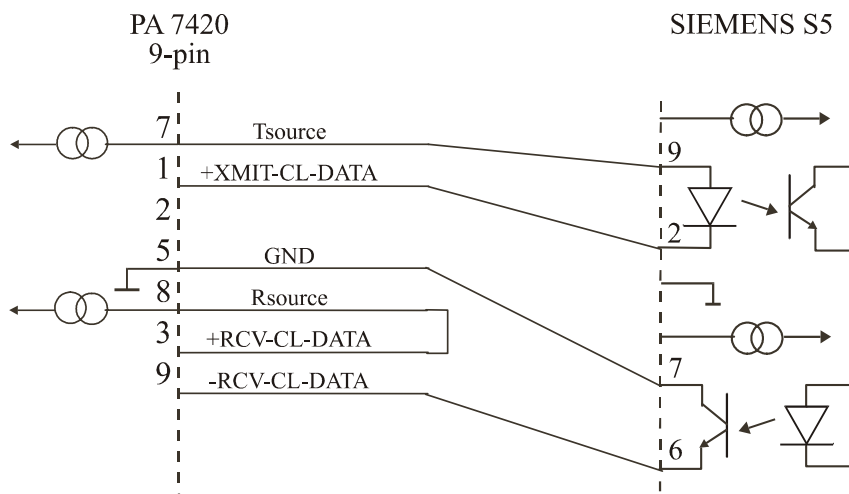 PA 7420
9-pin
SIEMENS S5
7
Tsource
1
+XMIT-CL-DATA
2
5
GND
8
Rsource
3
+RCV-CL-DATA
9
-RCV-CL-DATA
9
2
7
6